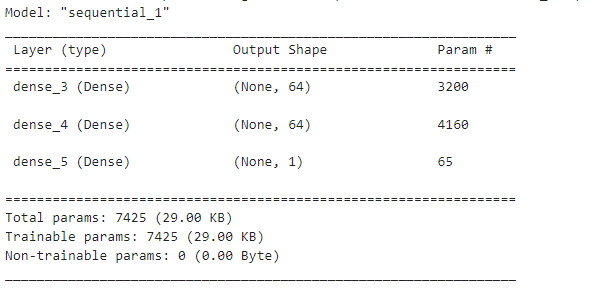 Model: "sequential_1"
_________________________________________________________________
Layer (type) Output Shape Param #
=================================================================
dense_3 (Dense) (None, 64) 3200
dense_4 (Dense) (None, 64) 4160
dense_5 (Dense) (None, 1) 65
=================================================================
Total params: 7425 (29.00 KB)
Trainable params: 7425 (29.00 KB)
Non-trainable params: 0 (0.00 Byte)
_________________________________________________________________